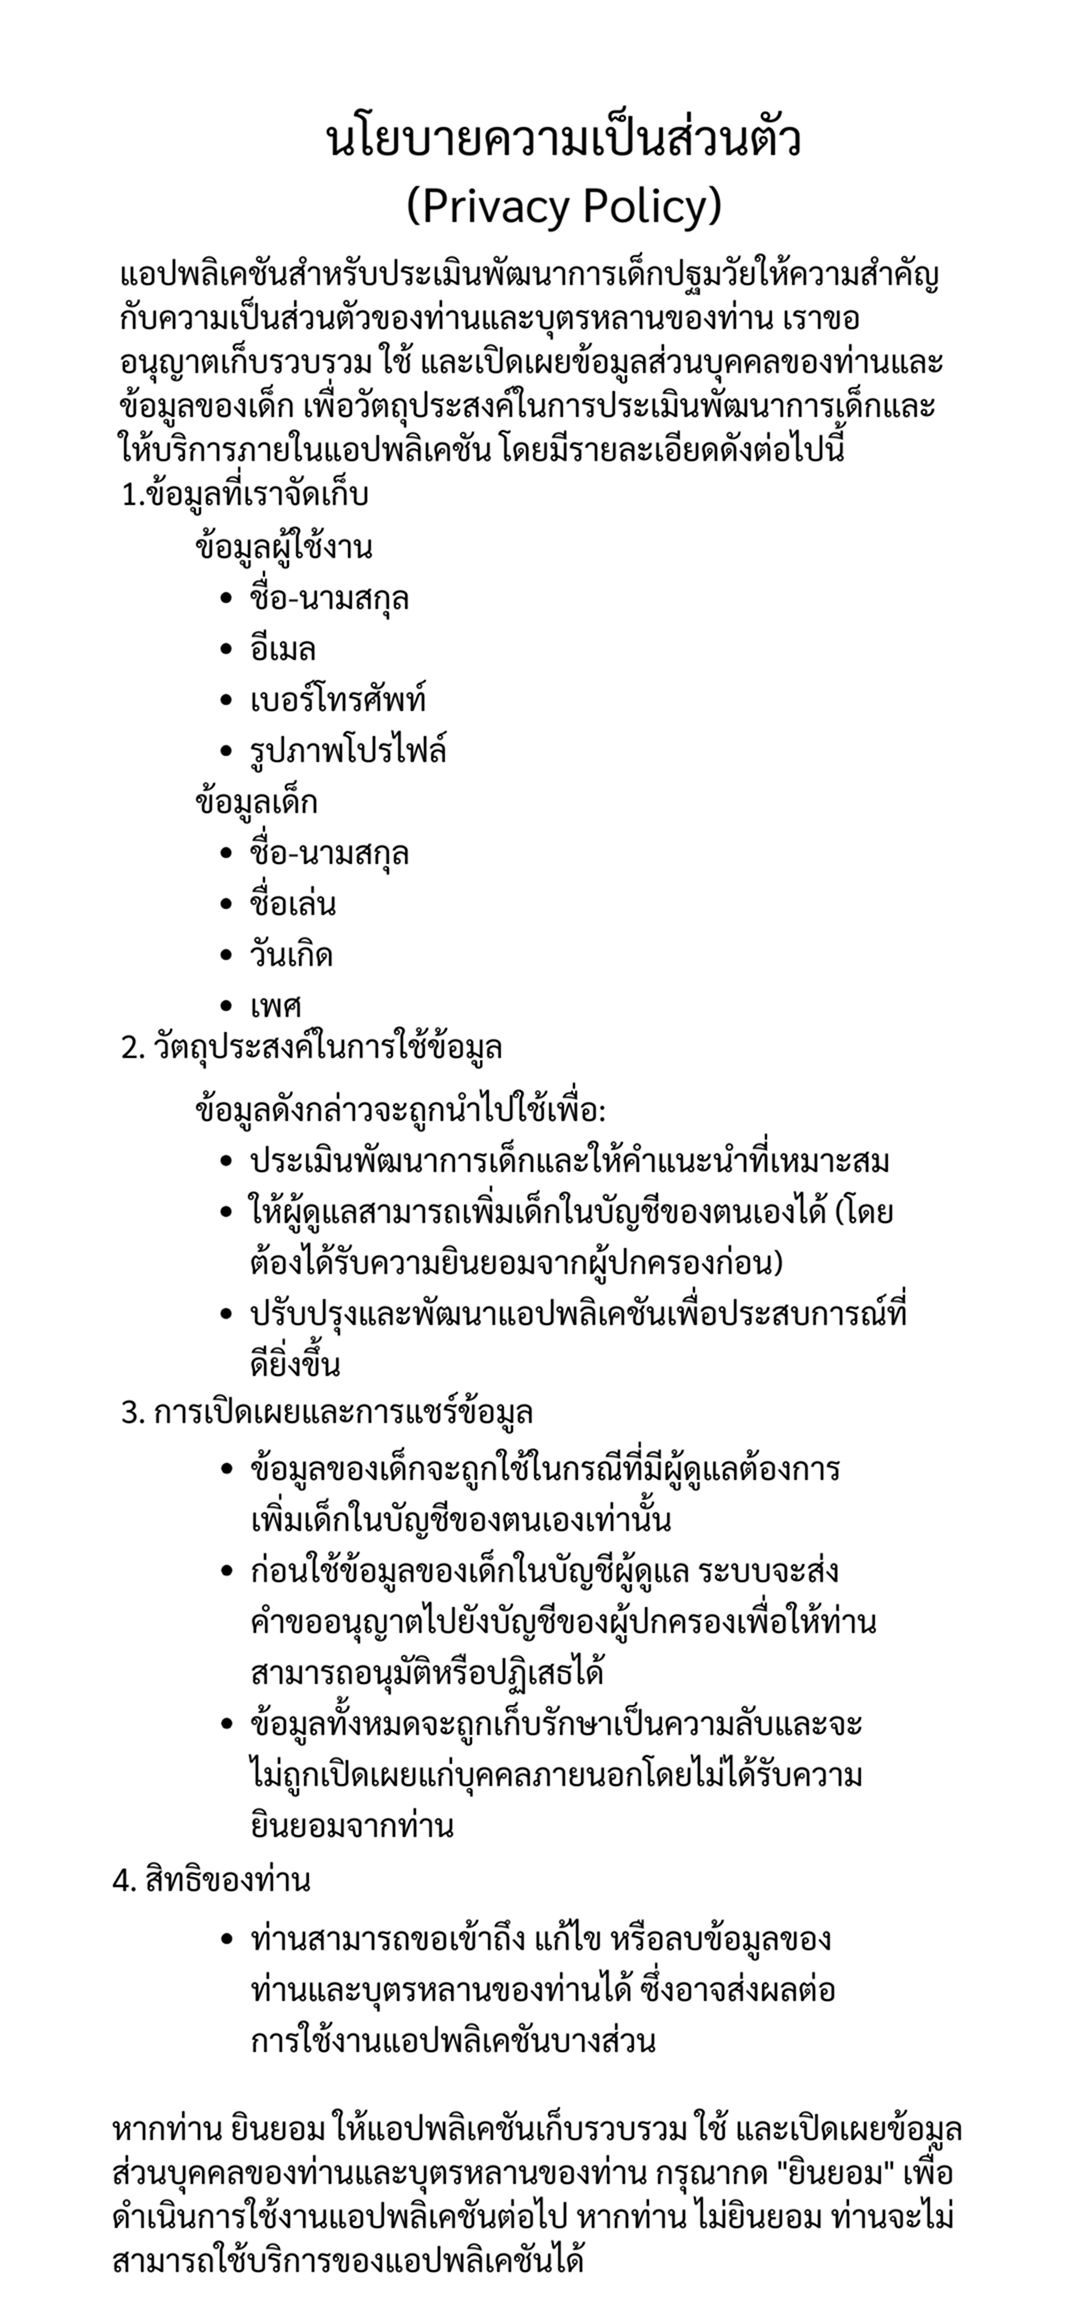 นโยบายความเป็นส่วนตัว
(Privacy Policy)
แอปพลิเคชันสำหรับประเมินพัฒนาการเด็กปฐมวัยให้ความสำคัญ
กับความเป็นส่วนตัวของท่านและบุตรหลานของท่าน เราขอ
อนุญาตเก็บรวบรวม ใช้ และเปิดเผยข้อมูลส่วนบุคคลของท่านและ
ข้อมูลของเด็ก เพื่อวัตถุประสงค์ในการประเมินพัฒนาการเด็กและ
ให้บริการภายในแอปพลิเคชัน โดยมีรายละเอียดดังต่อไปนี้
1.ข้อมูลที่เราจัดเก็บ
ข้อมูลผู้ใช้งาน
• ชื่อ-นามสกุล
• อีเมล
• เบอร์โทรศัพท์
• รูปภาพโปรไฟล์
ข้อมูลเด็ก
• ชื่อ-นามสกุล
• ชื่อเล่น
• วันเกิด
• เพศ
2. วัตถุประสงค์ในการใช้ข้อมูล
ข้อมูลดังกล่าวจะถูกนำไปใช้เพื่อ:
• ประเมินพัฒนาการเด็กและให้คำแนะนำที่เหมาะสม
• ให้ผู้ดูแลสามารถเพิ่มเด็กในบัญชีของตนเองได้ (โดย
ต้องได้รับความยินยอมจากผู้ปกครองก่อน)
• ปรับปรุงและพัฒนาแอปพลิเคชันเพื่อประสบการณ์ที่
ดียิ่งขึ้น
3. การเปิดเผยและการแชร์ข้อมูล
• ข้อมูลของเด็กจะถูกใช้ในกรณีที่มีผู้ดูแลต้องการ
เพิ่มเด็กในบัญชีของตนเองเท่านั้น
• ก่อนใช้ข้อมูลของเด็กในบัญชีผู้ดูแล ระบบจะส่ง
คำขออนุญาตไปยังบัญชีของผู้ปกครองเพื่อให้ท่าน
สามารถอนุมัติหรือปฏิเสธได้
• ข้อมูลทั้งหมดจะถูกเก็บรักษาเป็นความลับและจะ
ไม่ถูกเปิดเผยแก่บุคคลภายนอกโดยไม่ได้รับความ
ยินยอมจากท่าน
4. สิทธิของท่าน
• ท่านสามารถขอเข้าถึง แก้ไข หรือลบข้อมูลของ
ท่านและบุตรหลานของท่านได้ ซึ่งอาจส่งผลต่อ
การใช้งานแอปพลิเคชันบางส่วน
หากท่าน ยินยอม ให้แอปพลิเคชันเก็บรวบรวม ใช้ และเปิดเผยข้อมูล
ส่วนบุคคลของท่านและบุตรหลานของท่าน กรุณากด "ยินยอม" เพื่อ
ดำเนินการใช้งานแอปพลิเคชันต่อไป หากท่าน ไม่ยินยอม ท่านจะไม่
สามารถใช้บริการของแอปพลิเคชันได้